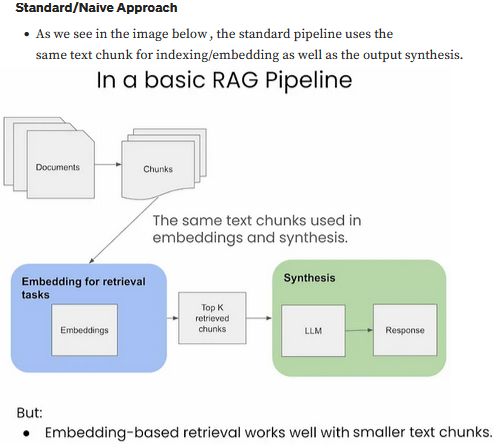 Standard/Naive Approach
• As we see in the image below , the standard pipeline uses the
same text chunk for indexing/embedding as well as the output synthesis.
In a basic RAG Pipeline
Documents
Chunks
The same text chunks used in
embeddings and synthesis.
Embedding for retrieval
tasks
Embeddings
Top K
retrieved
chunks
Synthesis
LLM
Response
But:
• Embedding-based retrieval works well with smaller text chunks.